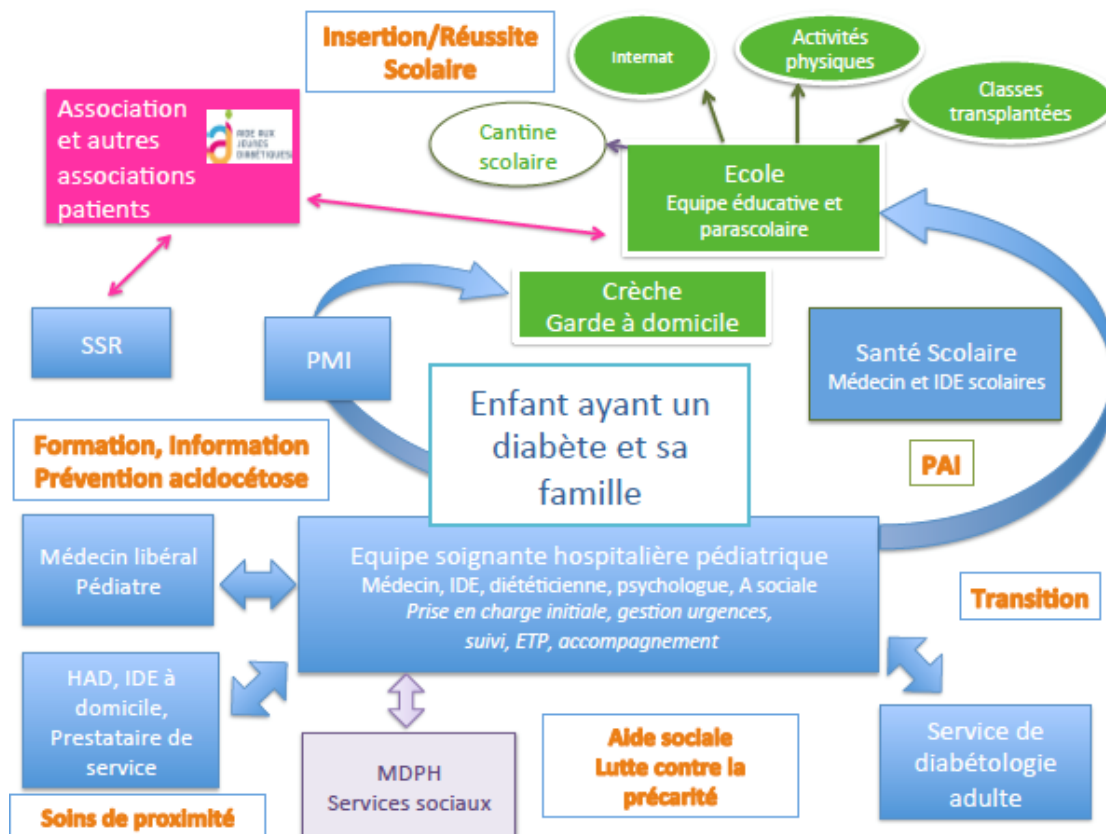 Insertion/Réussite
Scolaire
Internat
Activités
physiques
Classes
transplantées
Association
et autres
associations
patients
AIDE AUX
JEUNES
DIABÉTIQUES
Cantine
scolaire
Ecole
Equipe éducative et
parascolaire
Crèche
Garde à domicile
SSR
PMI
Santé Scolaire
Médecin et IDE scolaires
Enfant ayant un
diabète et sa
famille
Formation, Information
Prévention acidocétose
PAI
Médecin libéral
Pédiatre
Equipe soignante hospitalière pédiatrique
Médecin, IDE, diététicienne, psychologue, A sociale
Prise en charge initiale, gestion urgences,
suivi, ETP, accompagnement
Transition
HAD, IDE à
domicile,
Prestataire de
service
Soins de proximité
MDPH
Services sociaux
Aide sociale
Lutte contre la
précarité
Service de
diabétologie
adulte